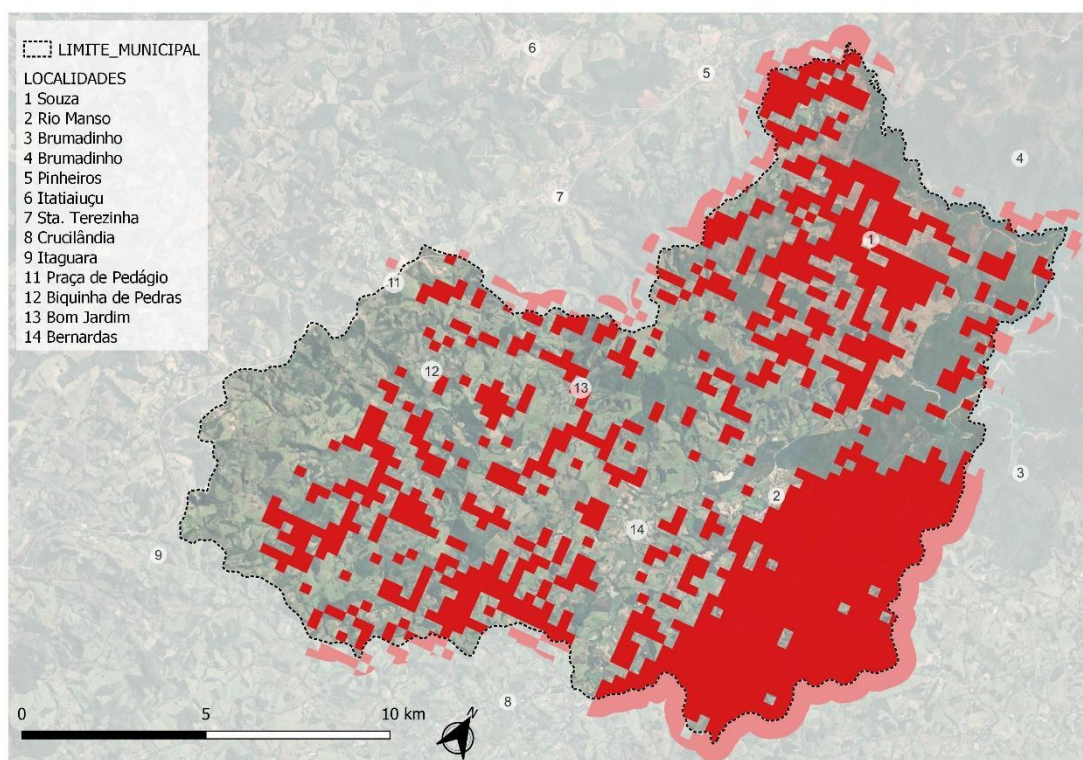 LIMITE_MUNICIPAL
LOCALIDADES
1 Souza
2 Rio Manso
3 Brumadinho
4 Brumadinho
5 Pinheiros
6 Itatiaiuçu
7 Sta. Terezinha
8 Crucilândia
9 Itaguara
11 Praça de Pedágio
12 Biquinha de Pedras
13 Bom Jardim
14 Bernardas
6
5
4
7
1
11
12
13
3
2
14
9
8
0 5 10 km
N